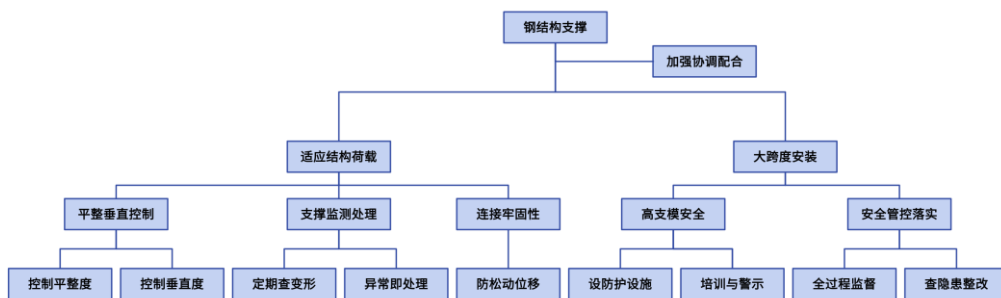 钢结构支撑
加强协调配合
适应结构荷载
大跨度安装
平整垂直控制
支撑监测处理
连接牢固性
高支模安全
安全管控落实
控制平整度
控制垂直度
定期查变形
异常即处理
防松动位移
设防护设施
培训与警示
全过程监督
查隐患整改